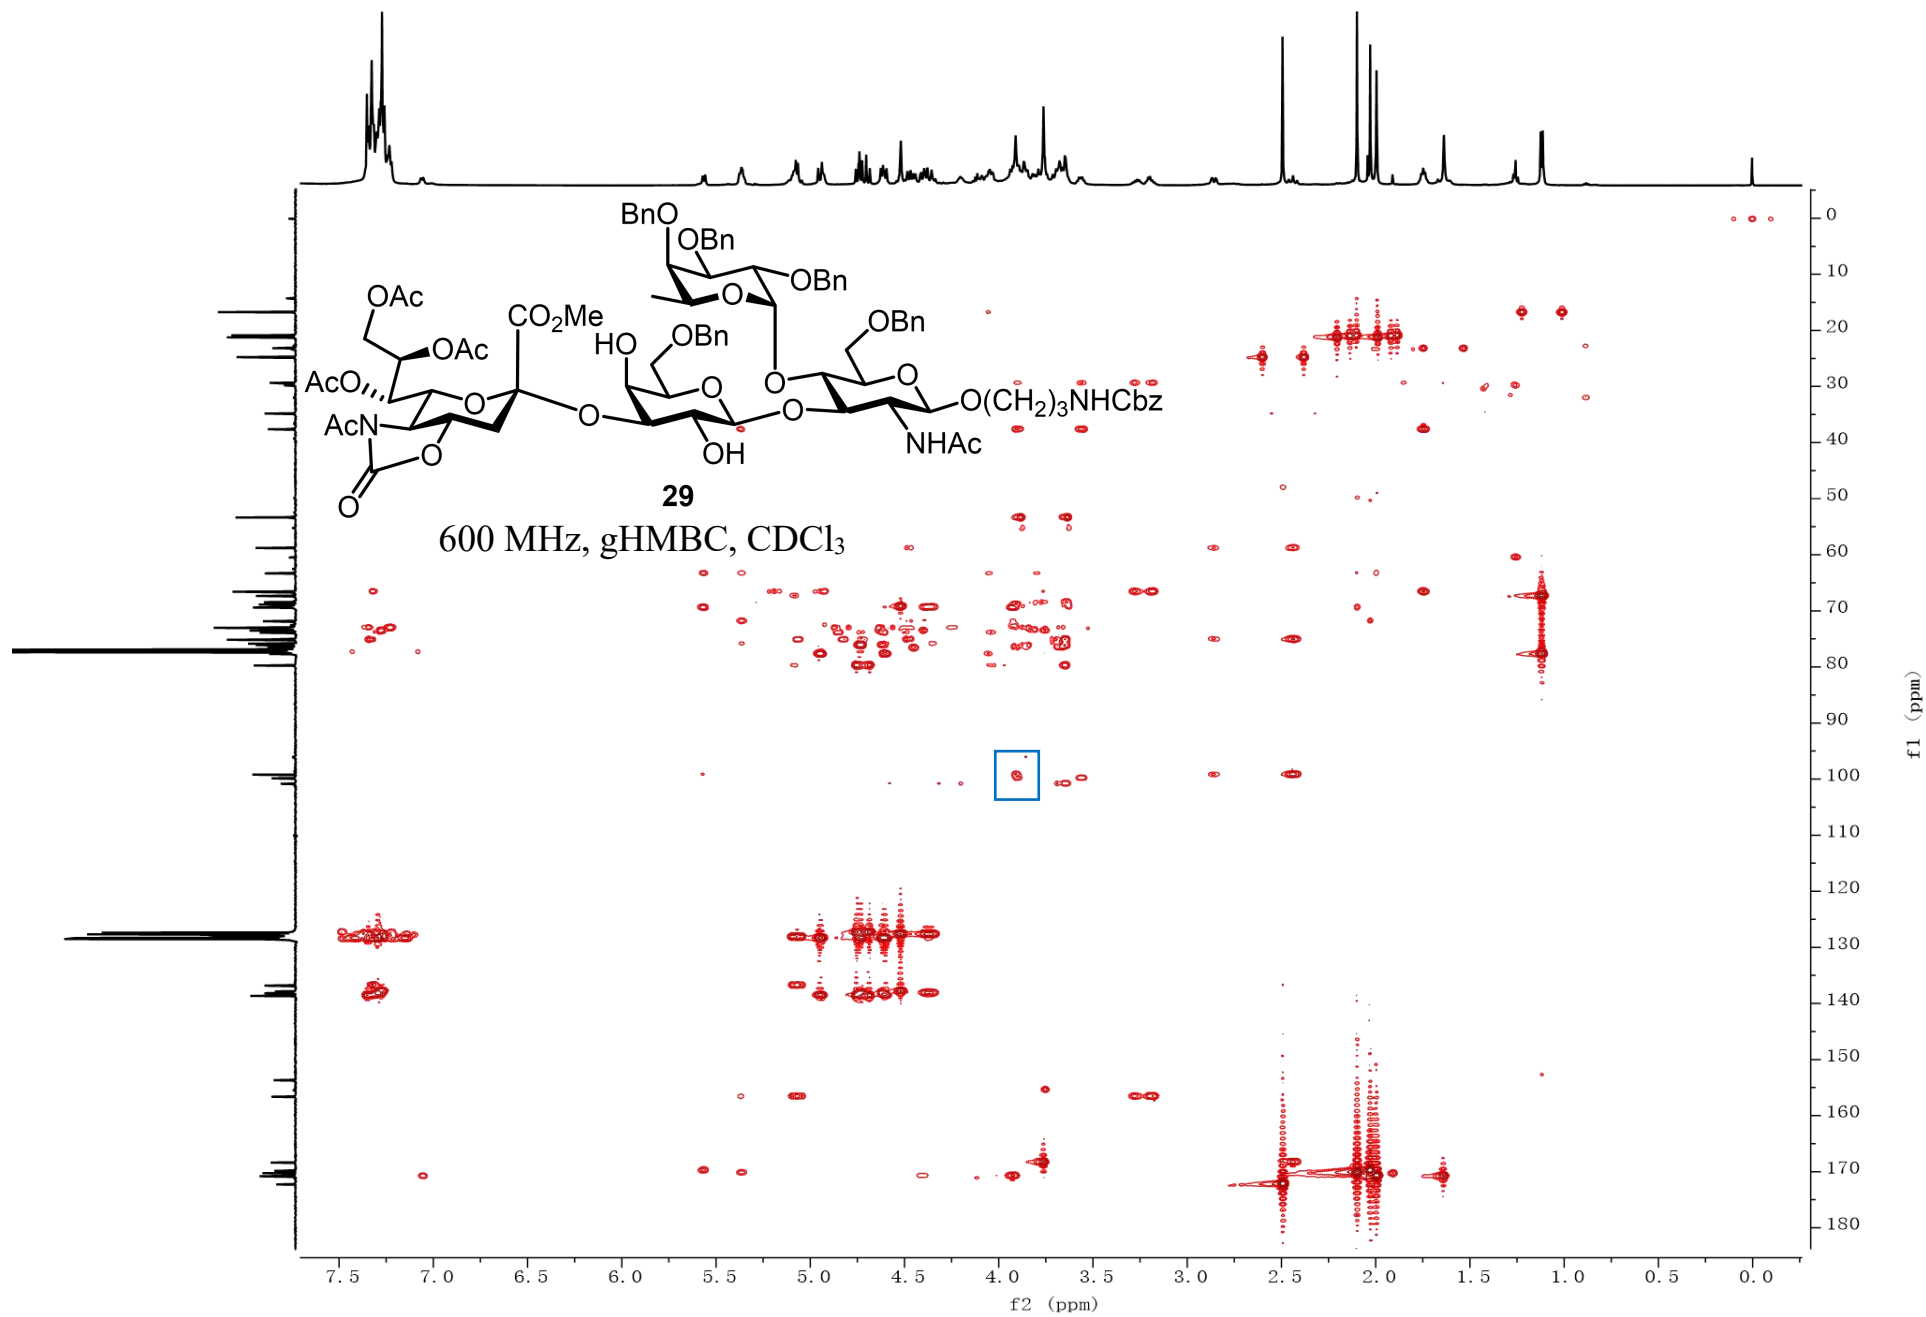 BnO
OBn
OBn
O
OAc
CO2Me
OBn
HO
OBn
OAc
AcO
O
O
O
O
O
O
O(CH2)3NHCbz
AcN
O
OH
NHAc
O
29
600 MHz, gHMBC, CDCl3
0
10
20
30
40
50
60
70
80
90
100
110
120
130
140
150
160
170
180
f1 (ppm)
7.5 7.0 6.5 6.0 5.5 5.0 4.5 4.0 3.5 3.0 2.5 2.0 1.5 1.0 0.5 0.0
f2 (ppm)